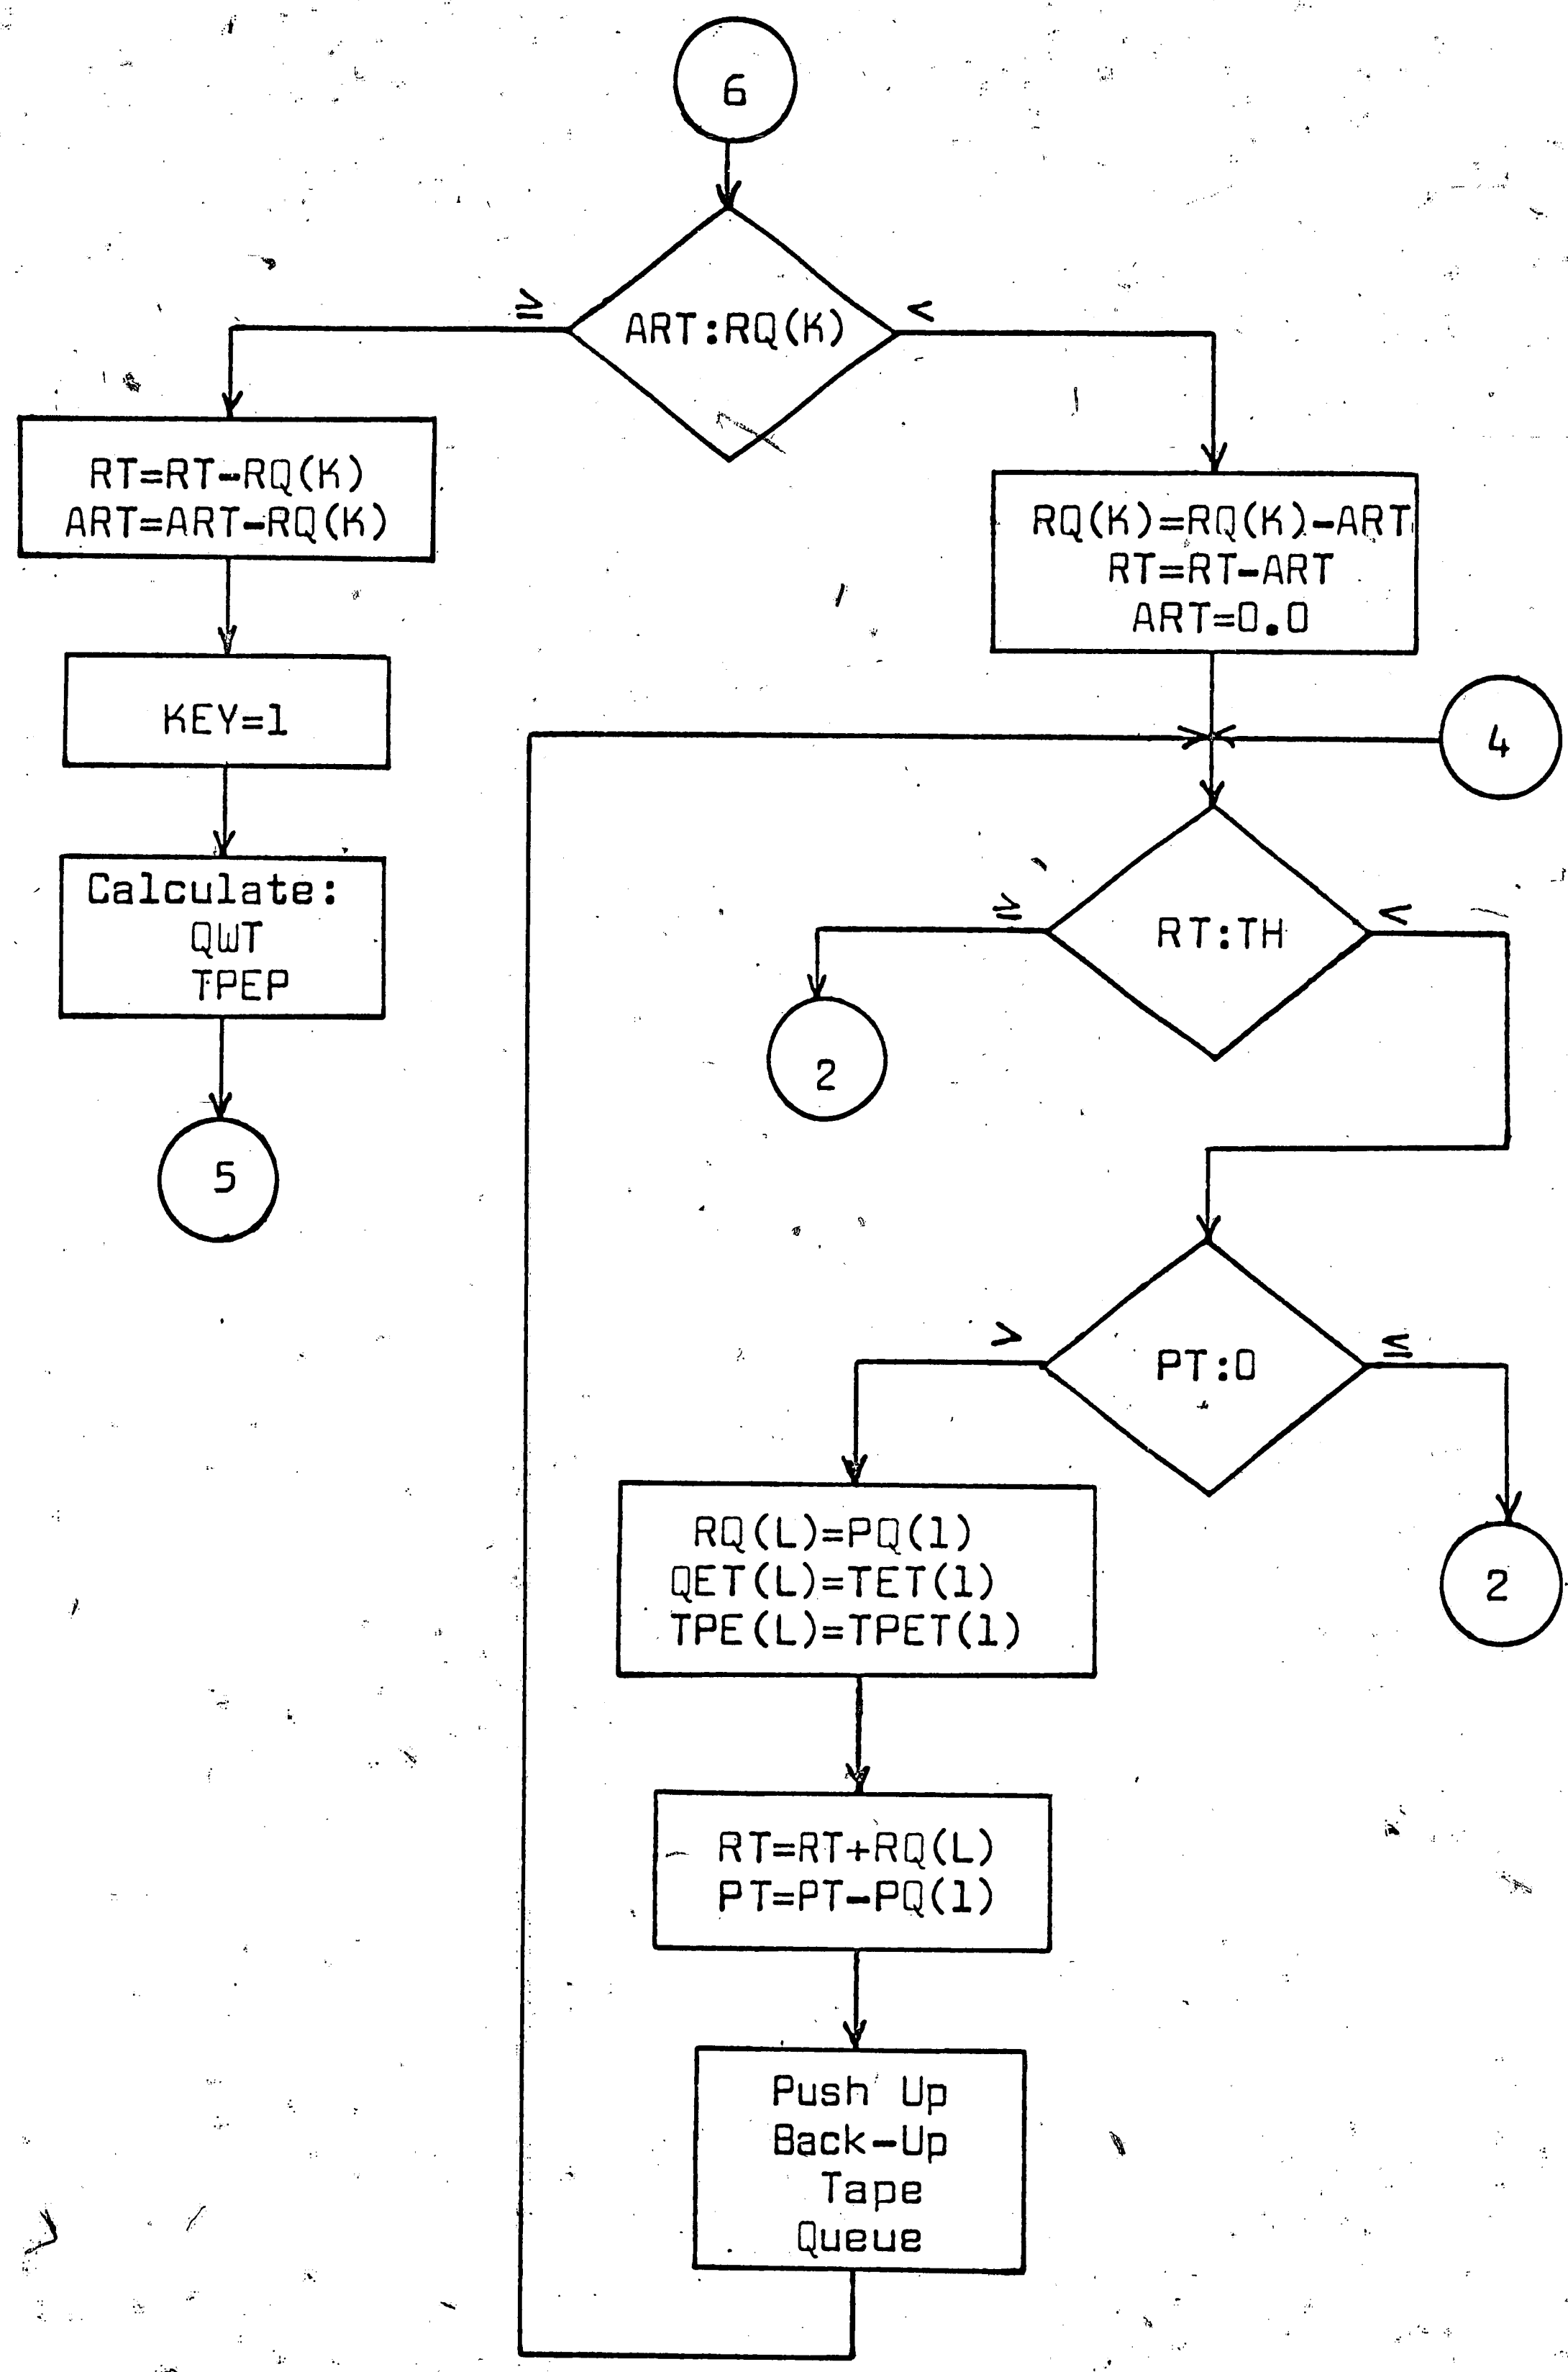 6
ART:RQ(K)
≥
<
RT=RT-RQ(K)
ART=ART-RQ(K)
KEY=1
Calculate:
QWT
TPEP
5
RQ(K)=RQ(K)-ART
RT=RT-ART
ART=0.0
4
RT:TH
≥
<
2
PT:0
>
≤
2
RQ(L)=PQ(1)
QET(L)=TET(1)
TPE(L)=TPET(1)
RT=RT+RQ(L)
PT=PT-PQ(1)
Push Up
Back-Up
Tape
Queue